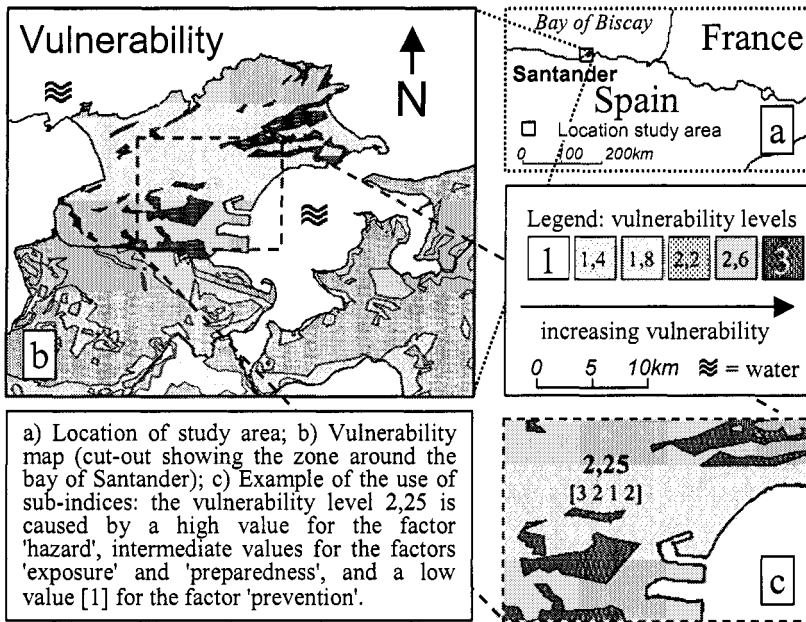 Vulnerability
N
b
Bay of Biscay
France
Santander
Spain
Location study area
0 100 200km
a
Legend: vulnerability levels
1 1,4 1,8 2,2 2,6 3
increasing vulnerability
0 5 10km = water
a) Location of study area; b) Vulnerability
map (cut-out showing the zone around the
bay of Santander); c) Example of the use of
sub-indices: the vulnerability level 2,25 is
caused by a high value for the factor
'hazard', intermediate values for the factors
'exposure' and 'preparedness', and a low
value [1] for the factor 'prevention'.
2,25
[3 2 1 2]
c